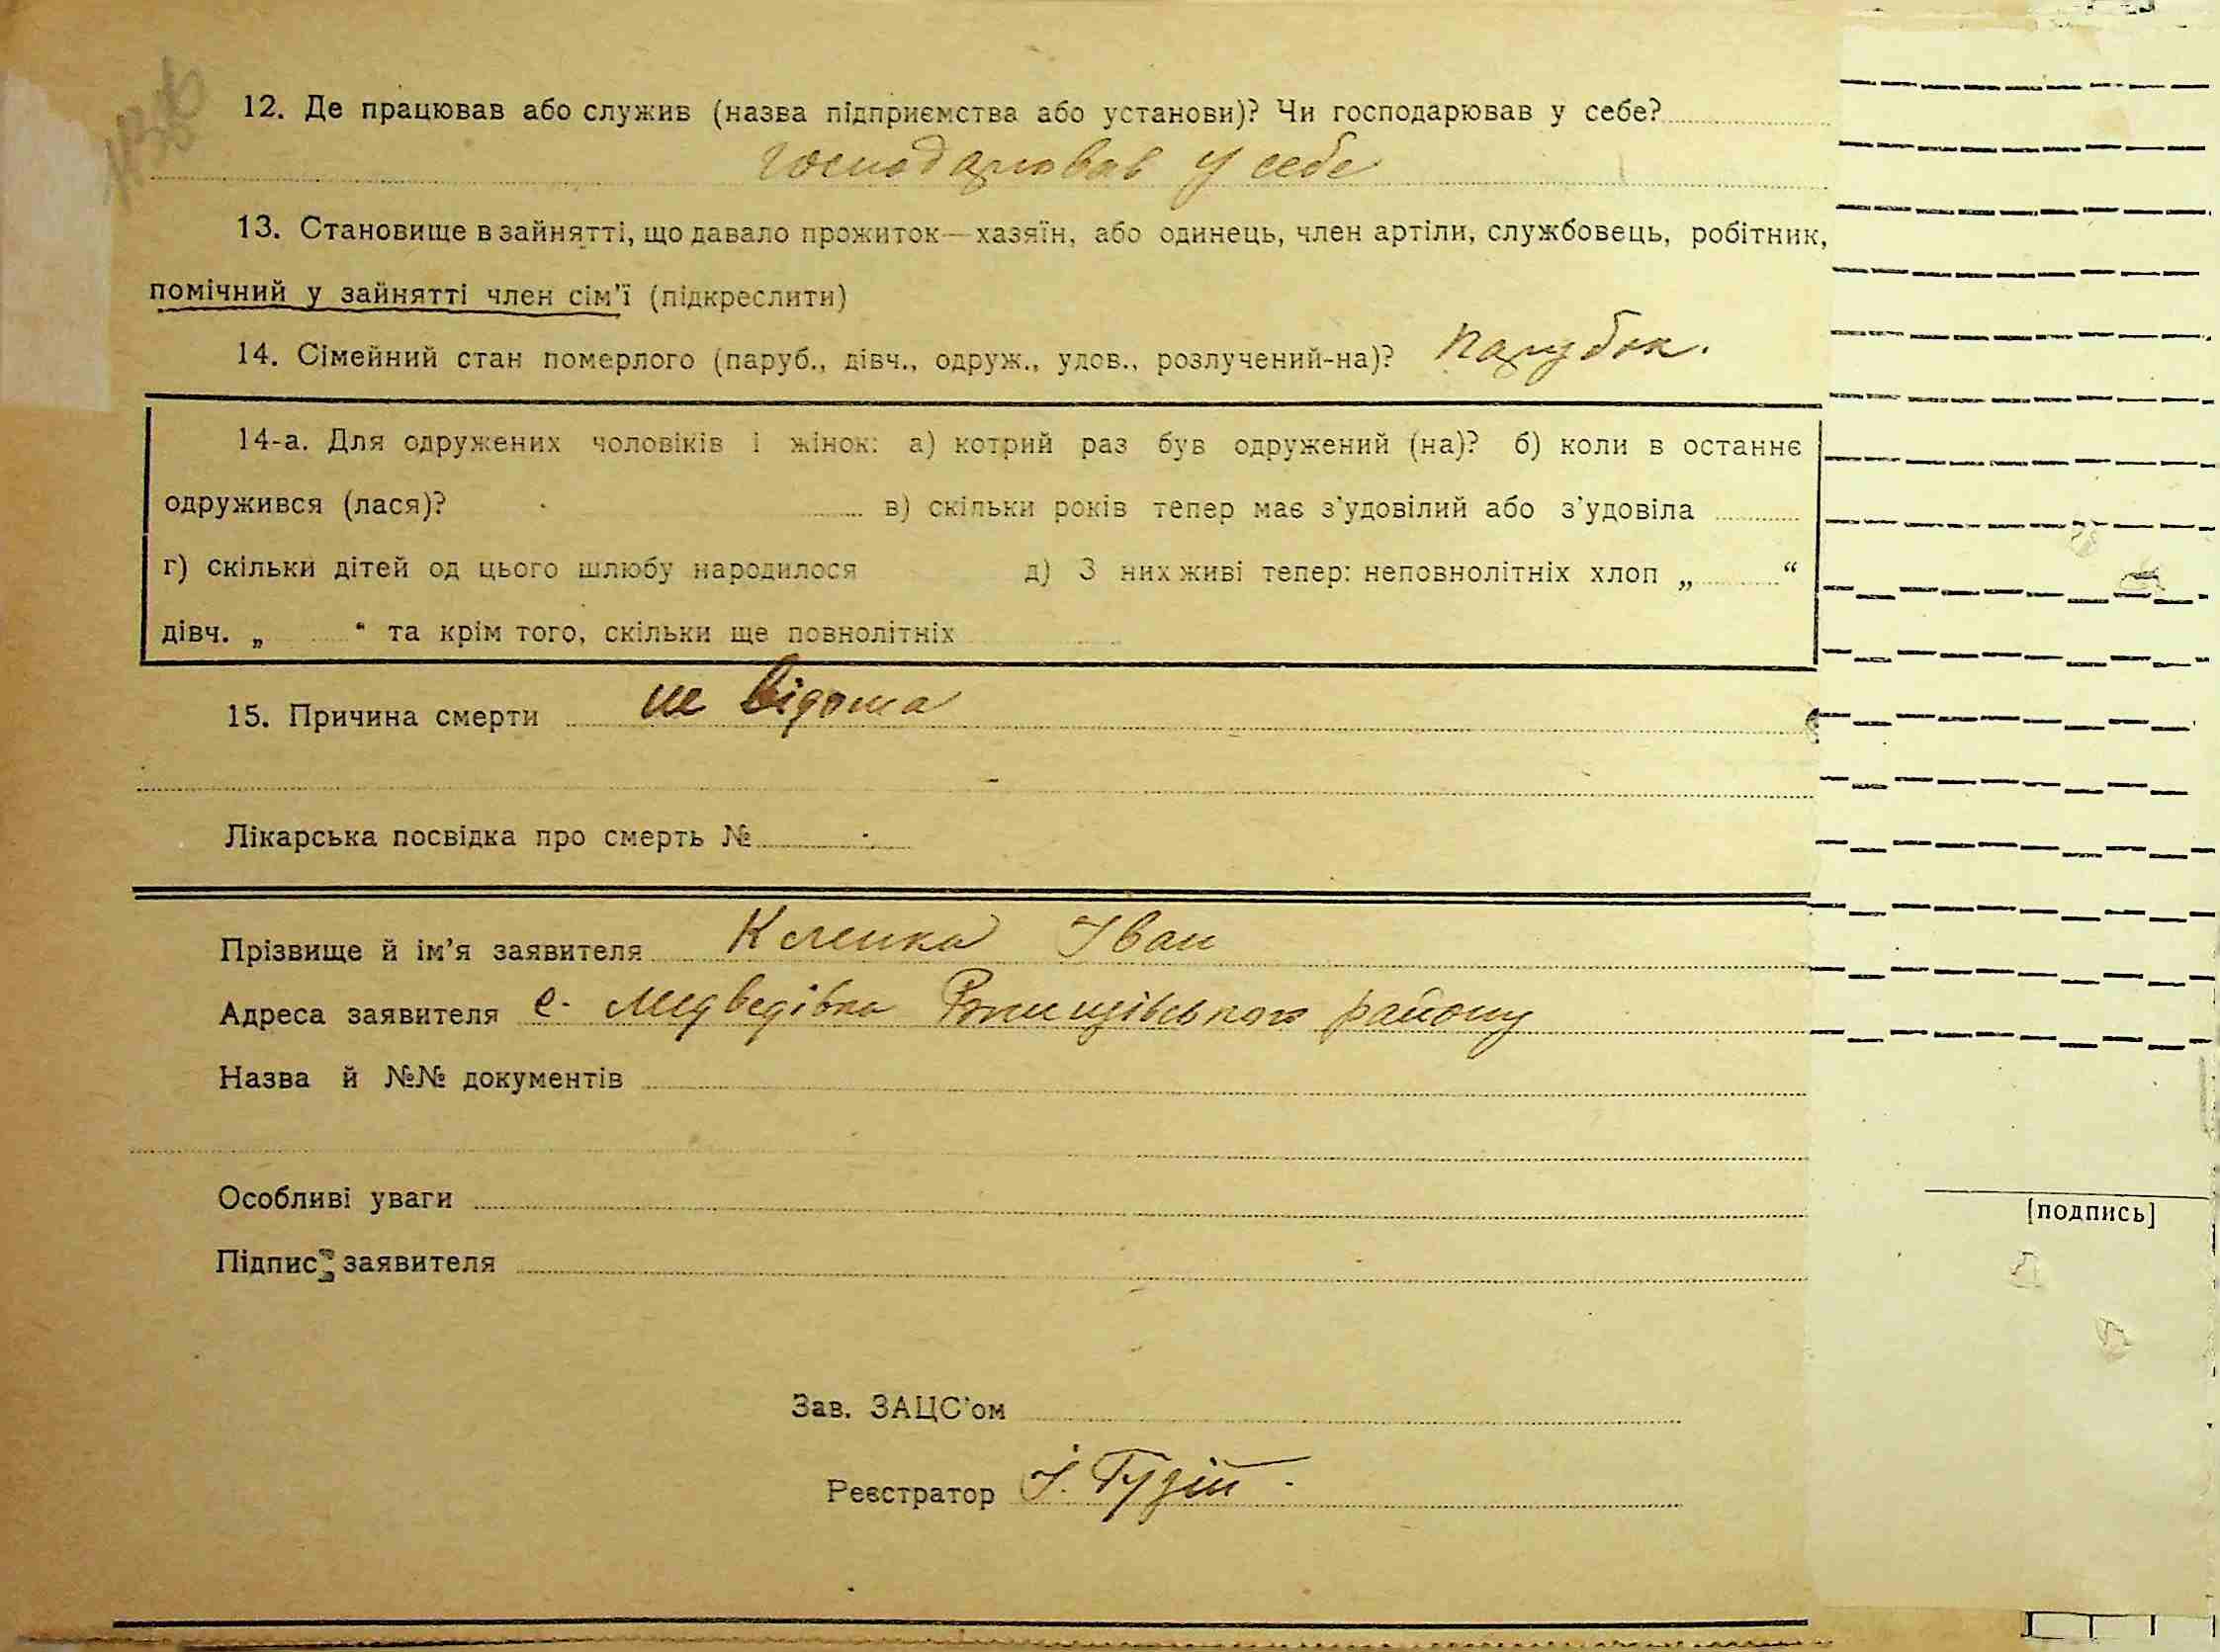 12. Де працював або служив (назва підприємства або установи)? Чи господарював у себе?
господарював у себе
13. Становище в зайнятті, що давало прожиток—хазяїн, або одинець, член артіли, службовець, робітник,
помічний у зайнятті член сім'ї (підкреслити)
14. Сімейний стан померлого (паруб., дівч., одруж., удов., розлучений-на)? Парубок.
14-а. Для одружених чоловіків і жінок: а) котрий раз був одружений (на)? б) коли в останнє
одружився (лася)? в) скільки років тепер має з'удовілий або з'удовіла
г) скільки дітей од цього шлюбу народилося д) З них живі тепер: неповнолітніх хлоп „ “
дівч. „ “ та крім того, скільки ще повнолітніх
15. Причина смерти не відома
Лікарська посвідка про смерть №
Прізвище й ім'я заявителя Іван
Адреса заявителя с. Медведівка району
Назва й №№ документів
Особливі уваги
[подпись]
Підпис заявителя
Зав. ЗАЦС'ом
Реєстратор І. Гузій